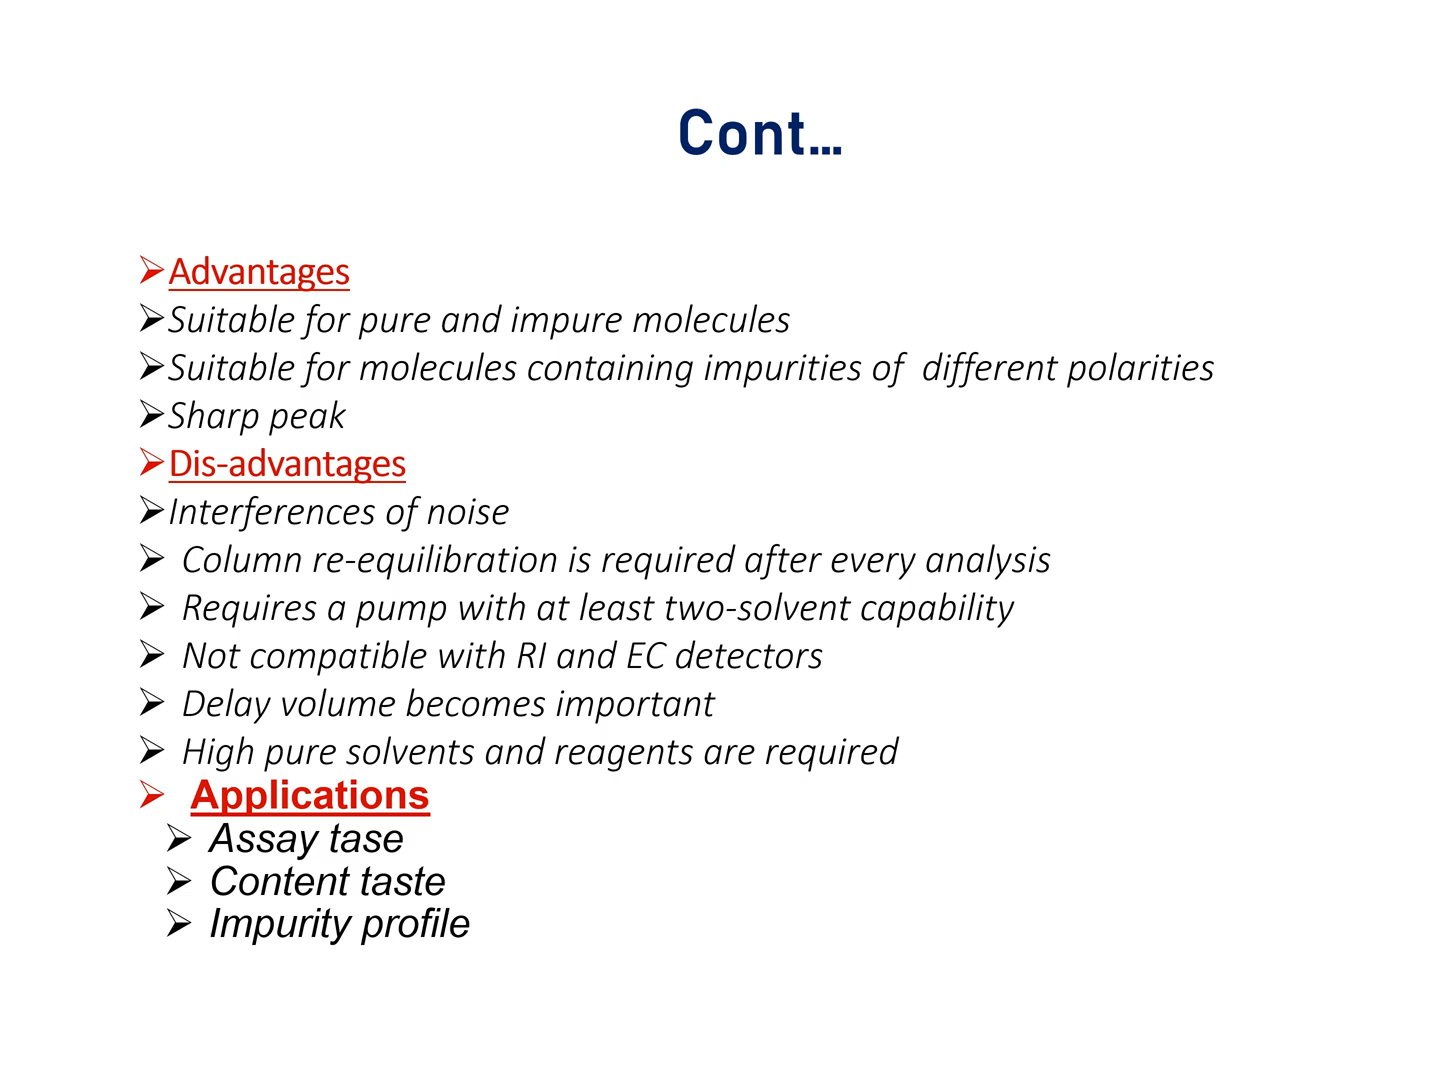 Cont...
➢Advantages
➢Suitable for pure and impure molecules
➢Suitable for molecules containing impurities of  different polarities
➢Sharp peak
➢Dis-advantages
➢Interferences of noise
➢ Column re-equilibration is required after every analysis
➢ Requires a pump with at least two-solvent capability
➢ Not compatible with RI and EC detectors
➢ Delay volume becomes important
➢ High pure solvents and reagents are required
➢ Applications
➢ Assay tase
➢ Content taste
➢ Impurity profile